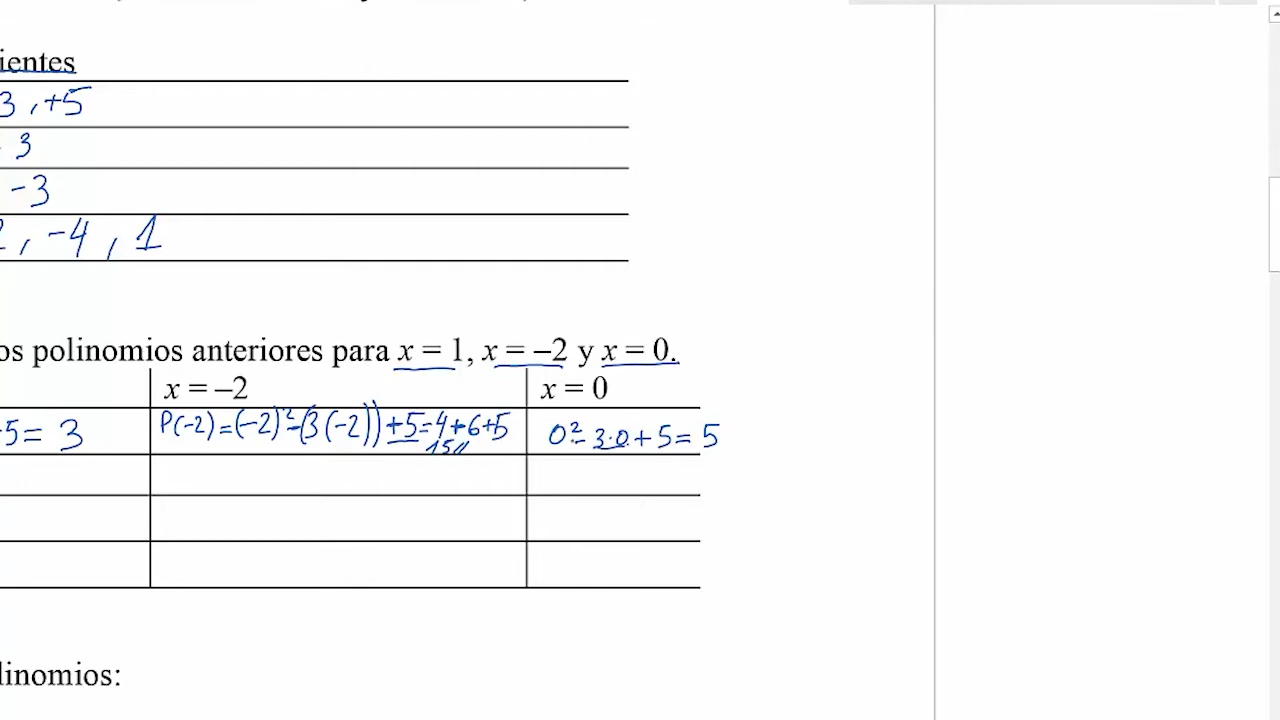 ientes
3 , +5
3
-3
, -4 , 1
os polinomios anteriores para x = 1, x = –2 y x = 0.
x = –2
x = 0
+5= 3
P(-2)=(-2)²-(3(-2))+5=4+6+5
15//
0²-3·0+5=5
linomios: